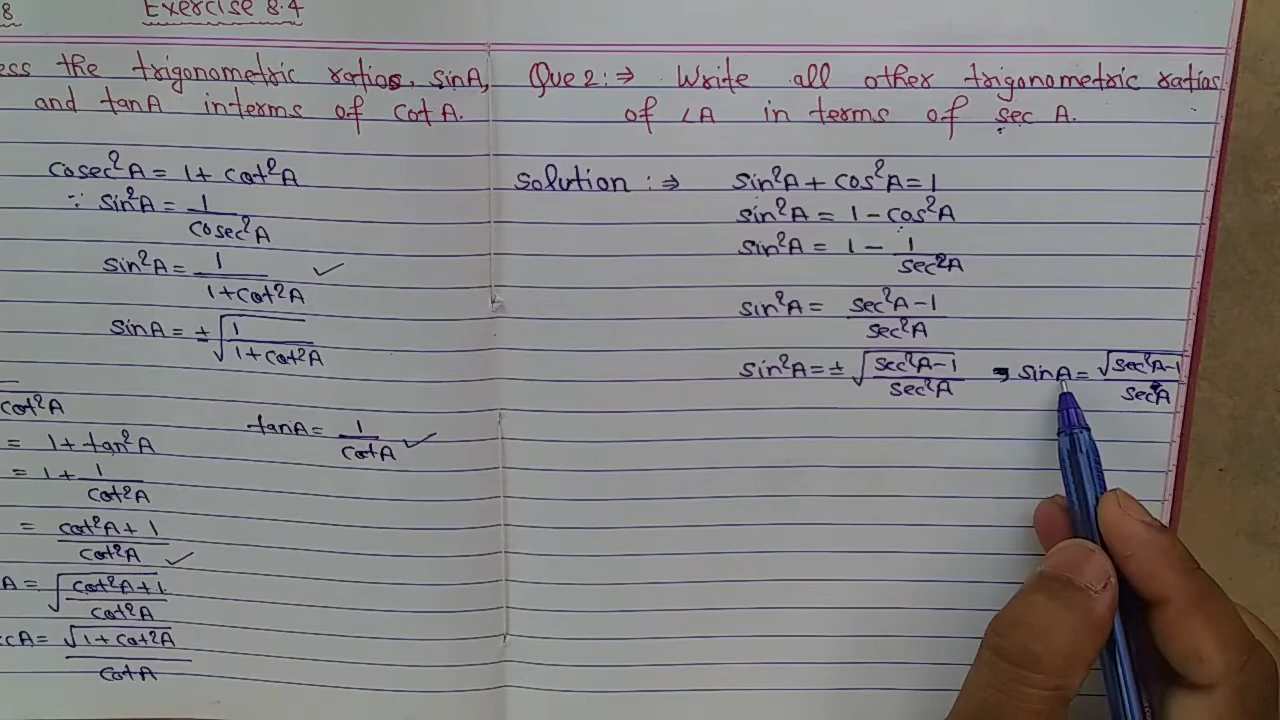 8 Exercise 8.4
ess the trigonometric ratios, sinA,
and tanA interms of cotA.
cosec²A = 1 + cot²A
∵ sin²A = 1/cosec²A
sin²A = 1/1+cot²A ✓
sinA = ± √1/1+cot²A
cot²A
= 1 + tan²A
tanA = 1/cotA ✓
= 1 + 1/cot²A
= cot²A + 1/cot²A ✓
A = √cot²A+1/cot²A
cA = √1+cot²A/cotA
Que 2:⇒ Write all other trigonometric ratios
of ∠A in terms of sec A.
Solution :⇒ sin²A + cos²A = 1
sin²A = 1 - cos²A
sin²A = 1 - 1/sec²A
sin²A = sec²A - 1/sec²A
sin²A = ± √sec²A-1/sec²A ⇒ sinA = √sec²A-1/secA